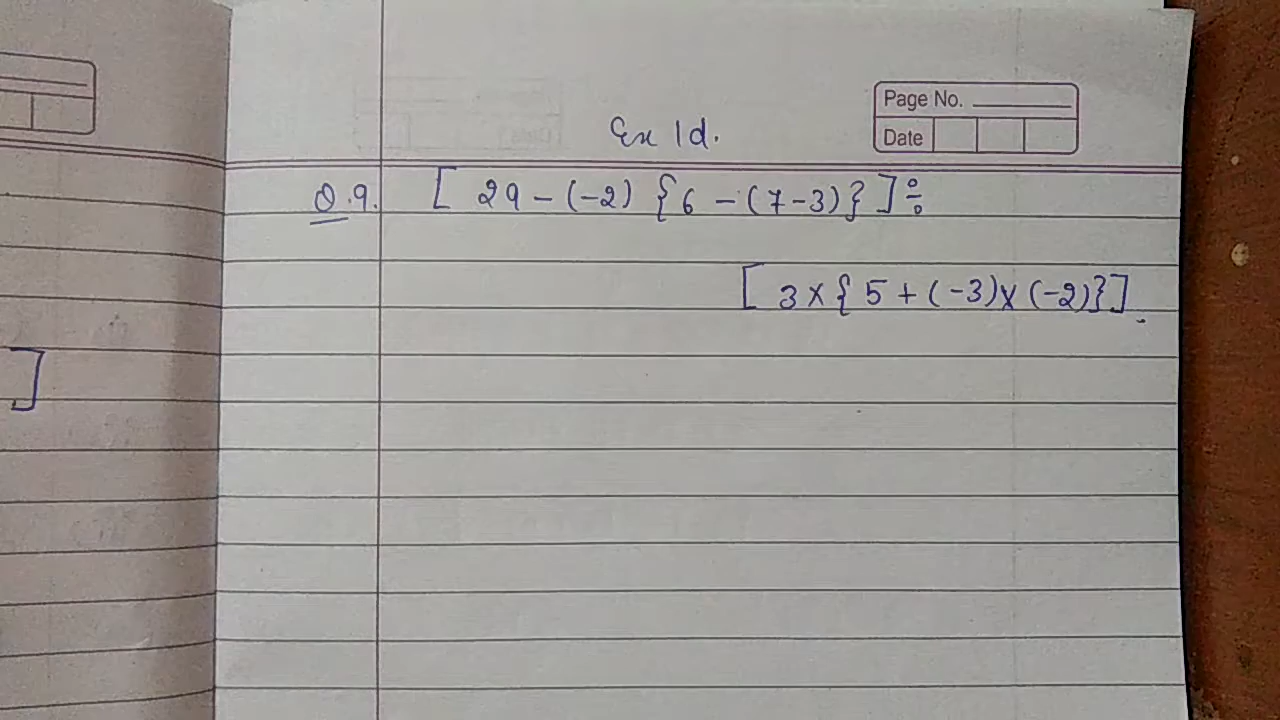 Page No.
Date
Ex 1d.
Q.9. [ 29 - (-2) {6 - (7-3)} ] ÷
[ 3 x { 5 + (-3) x (-2)}].
]